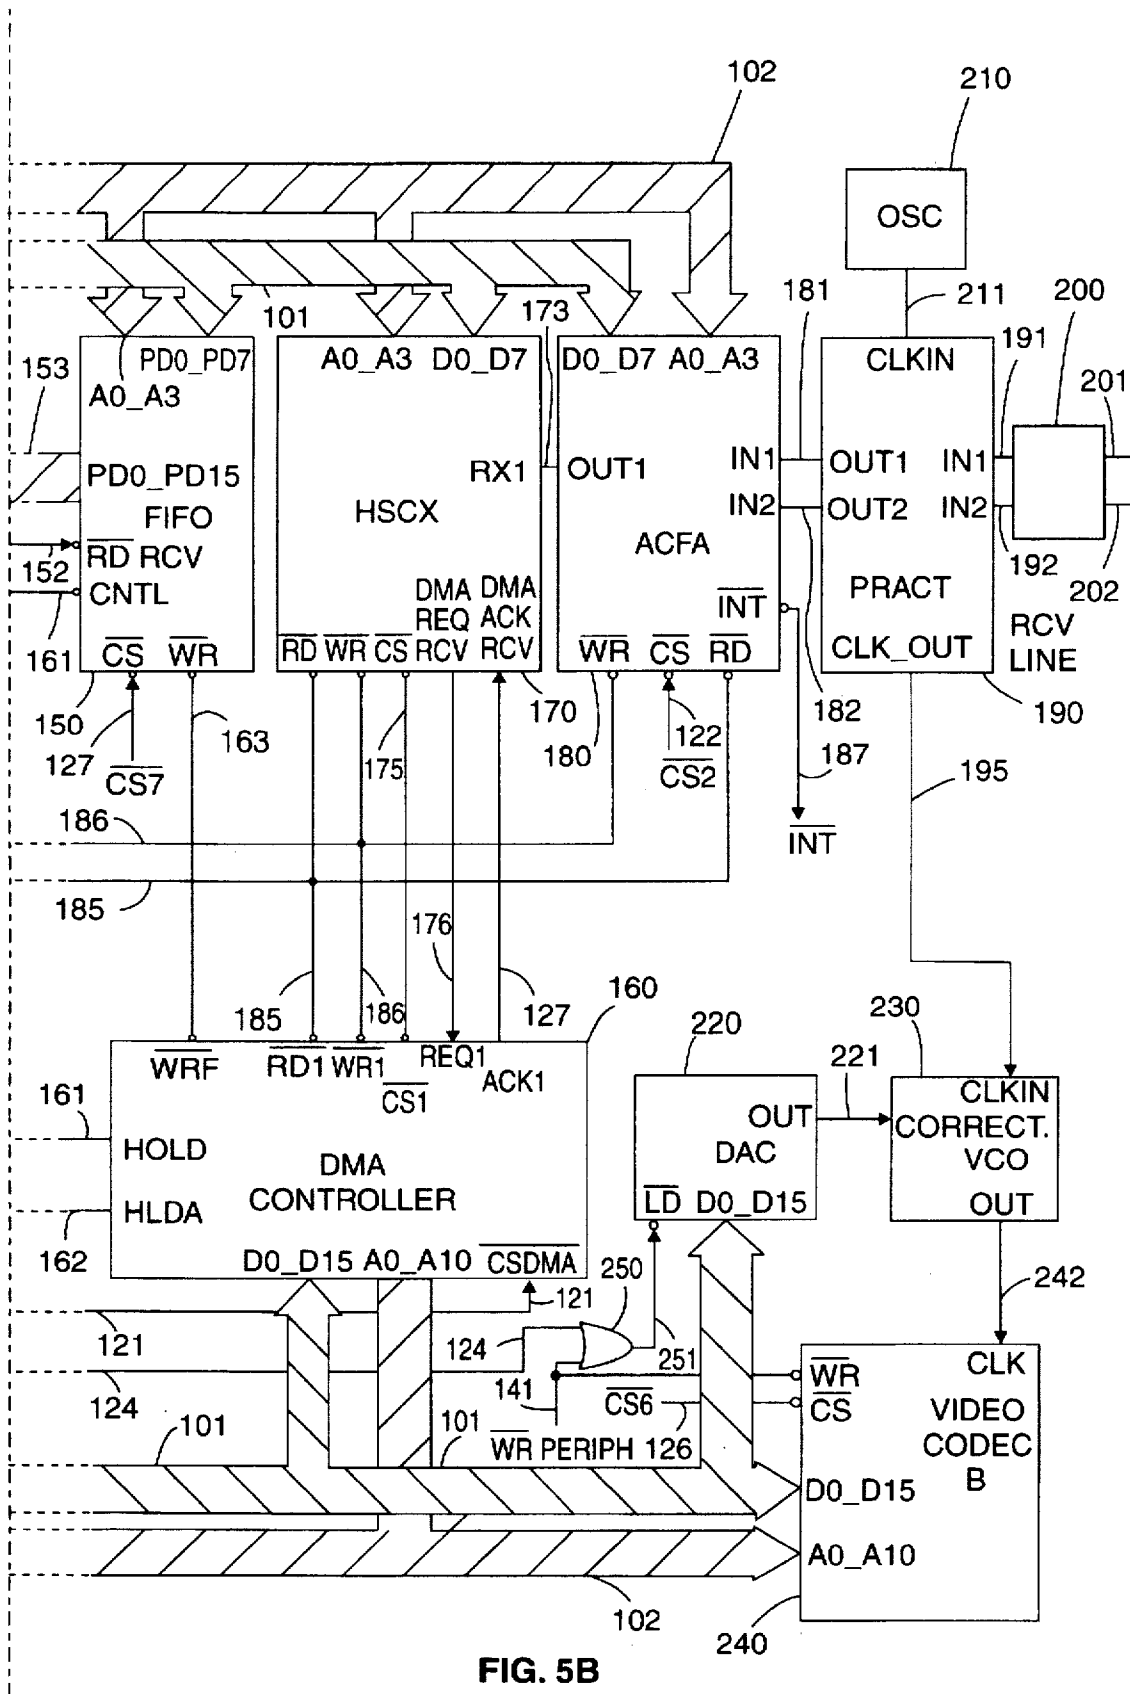 102
210
OSC
101
173
181
211
200
153
PD0_PD7
A0_A3
A0_A3 D0_D7
D0_D7 A0_A3
CLKIN
191
201
PD0_PD15
RX1
OUT1
IN1
OUT1
IN1
FIFO
HSCX
IN2
OUT2
IN2
ACFA
152
RD RCV
192
202
CNTL
DMA REQ RCV
DMA ACK RCV
INT
PRACT
RCV LINE
161
CS WR
RD WR CS
WR CS RD
CLK_OUT
150
163
170
182
190
127
175
180
122
187
195
CS7
CS2
186
INT
185
176
185
186
127
160
220
230
221
WRF
RD1
WR1
CS1
REQ1
ACK1
CLKIN
161
OUT
CORRECT.
HOLD
DMA
CONTROLLER
DAC
VCO
HLDA
LD D0_D15
OUT
162
D0_D15 A0_A10 CSDMA
250
242
121
121
124
251
CLK
124
141
CS6
WR
CS
VIDEO
CODEC
B
101
101
WR PERIPH 126
D0_D15
A0_A10
102
240
FIG. 5B